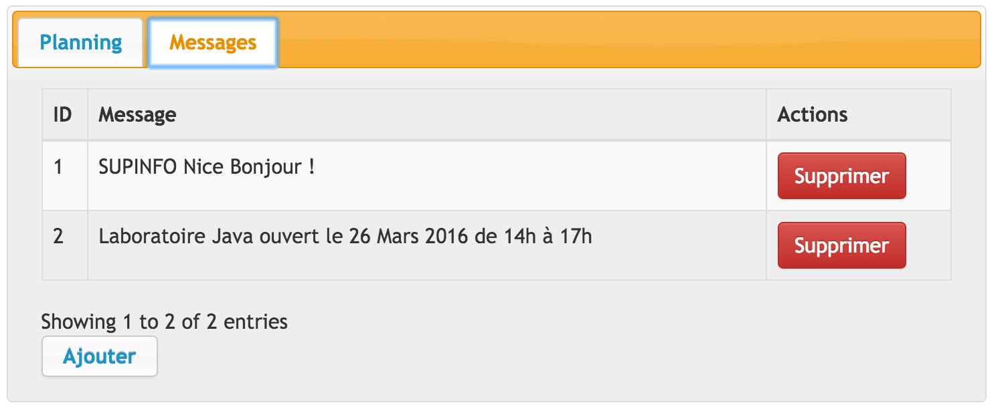 Planning Messages
ID Message Actions
1 SUPINFO Nice Bonjour ! Supprimer
2 Laboratoire Java ouvert le 26 Mars 2016 de 14h à 17h Supprimer
Showing 1 to 2 of 2 entries
Ajouter